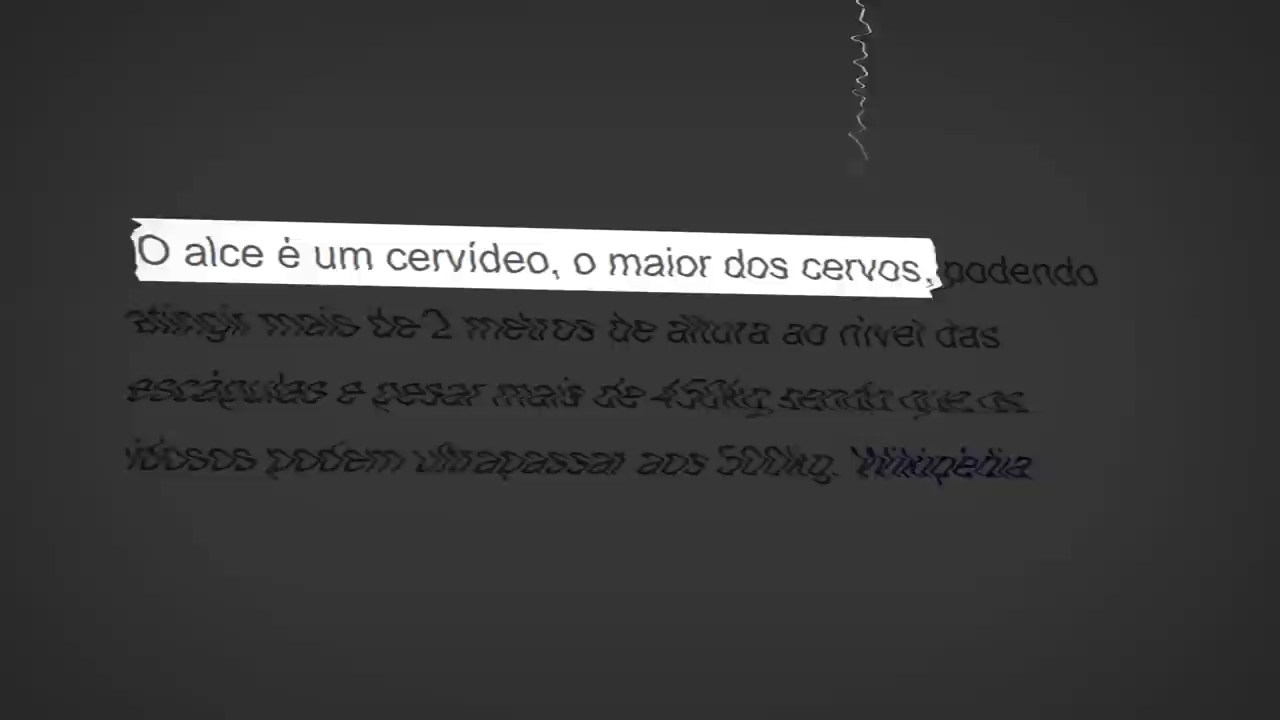 O alce é um cervídeo, o maior dos cervos, podendo
atingir mais de 2 metros de altura ao nível das
escápulas e pesar mais de 450kg sendo que os
idosos podem ultrapassar aos 500kg. Wikipédia